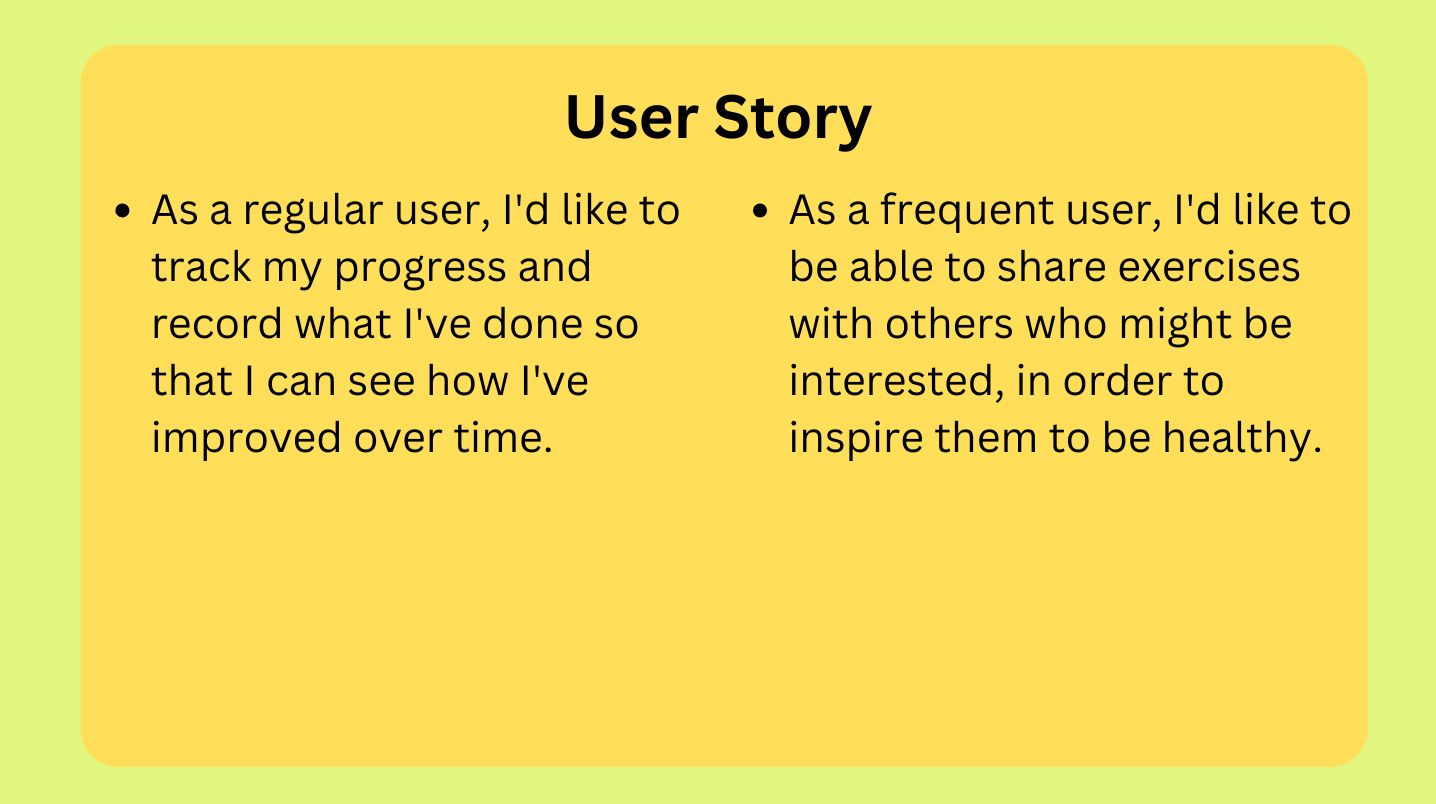 User Story
• As a regular user, I'd like to
track my progress and
record what I've done so
that I can see how I've
improved over time.
• As a frequent user, I'd like to
be able to share exercises
with others who might be
interested, in order to
inspire them to be healthy.